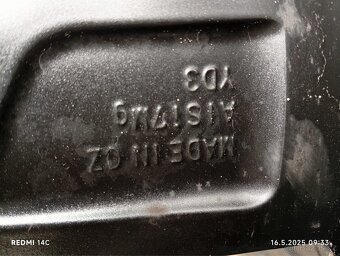 MADE IN CZ
AlSi7Mg
YD3
REDMI 14C
16.5.2025 09:33